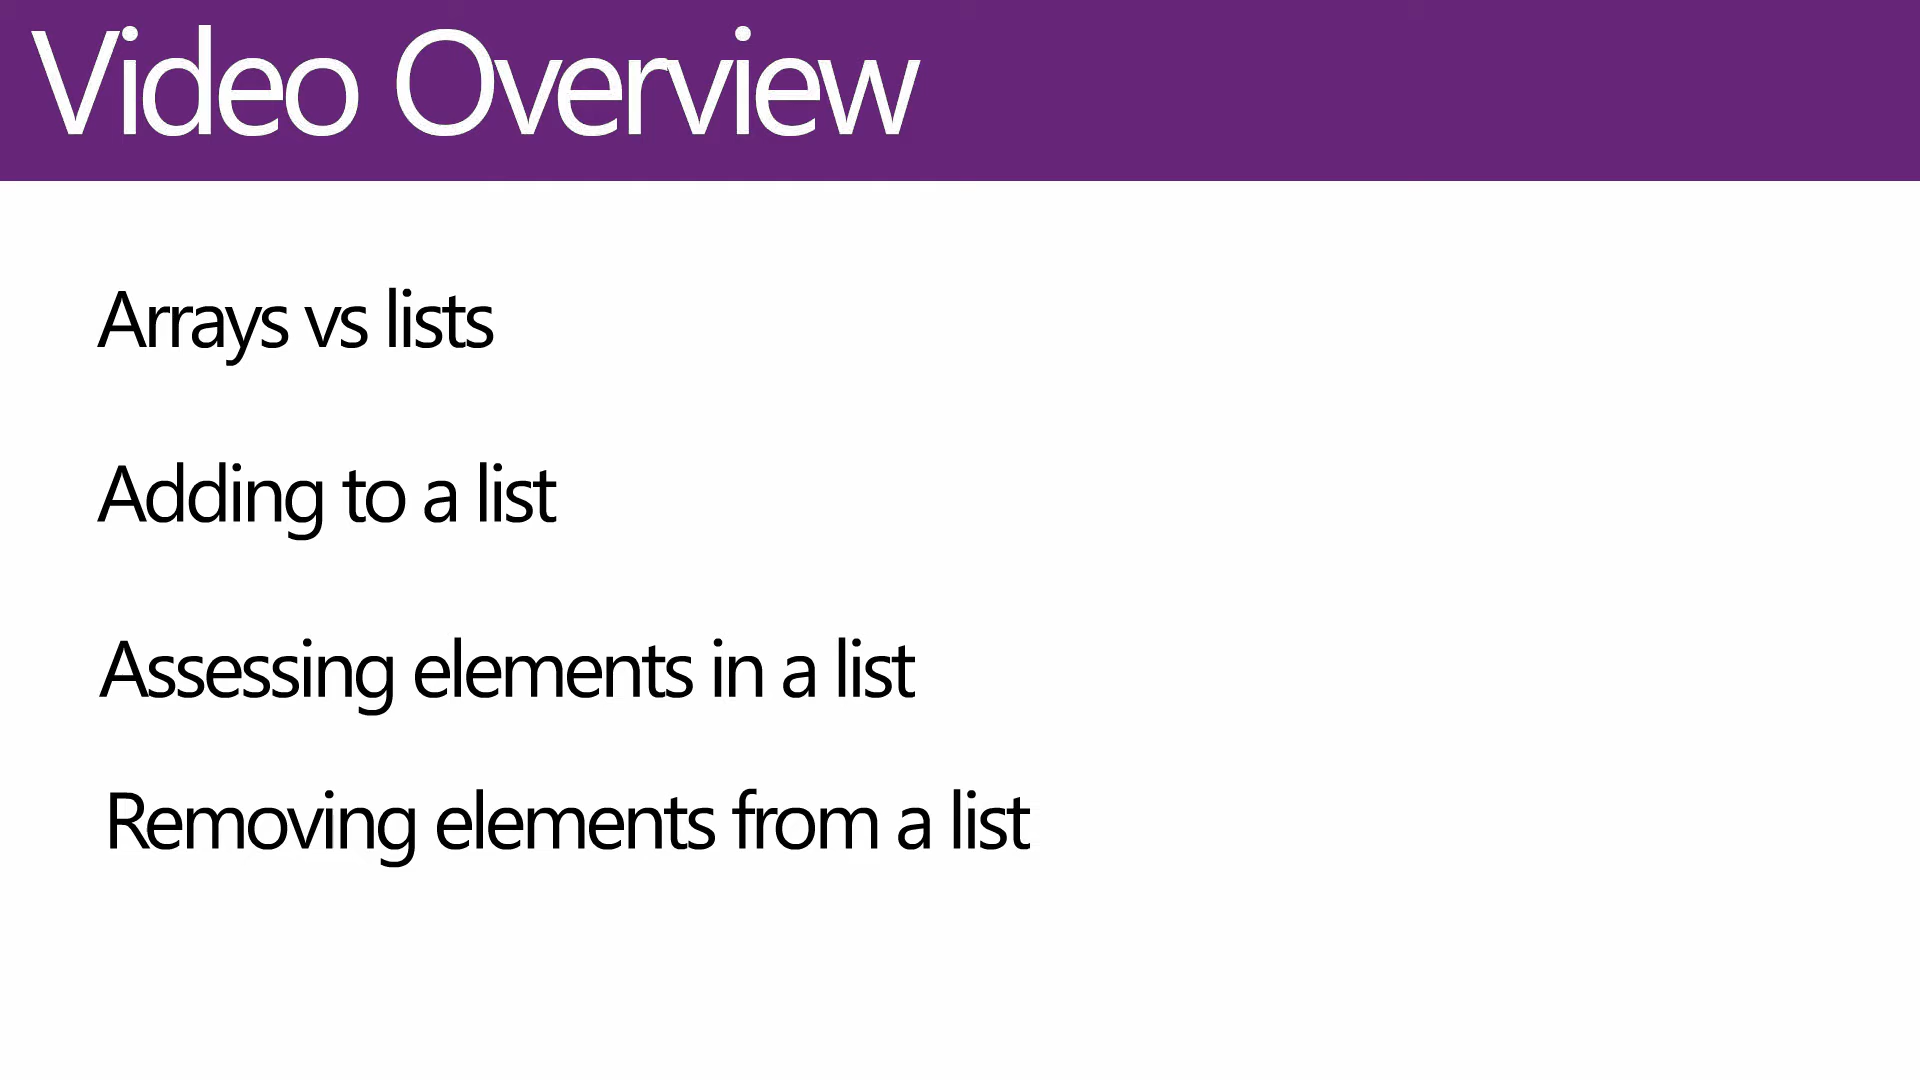 Video Overview
Arrays vs lists
Adding to a list
Assessing elements in a list
Removing elements from a list